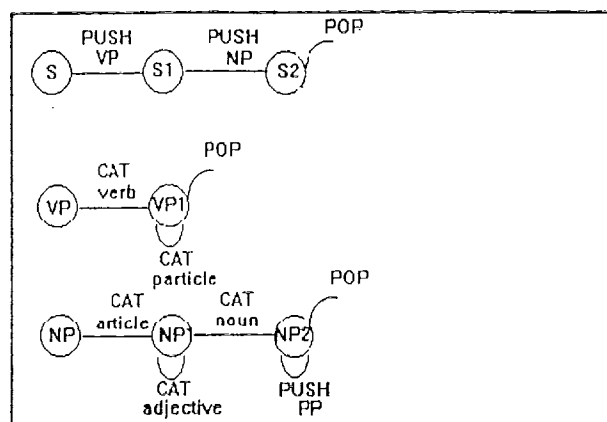 PUSH VP
PUSH NP
POP
S
S1
S2
CAT verb
POP
VP
VP1
CAT particle
CAT article
CAT noun
POP
NP
NP1
NP2
CAT adjective
PUSH PP